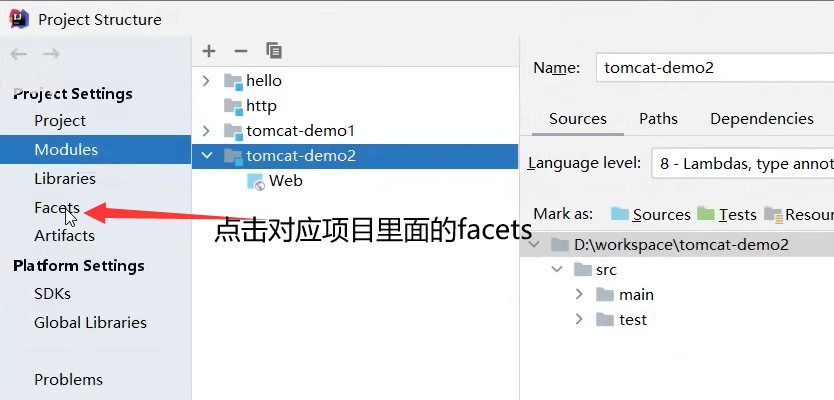 Project Structure
Project Settings
Project
Modules
Libraries
Facets
Artifacts
Platform Settings
SDKs
Global Libraries
Problems
hello
http
tomcat-demo1
tomcat-demo2
Web
点击对应项目里面的facets
Name: tomcat-demo2
Sources Paths Dependencies
Language level: 8 - Lambdas, type annot
Mark as: Sources Tests Resour
D:\workspace\tomcat-demo2
src
main
test